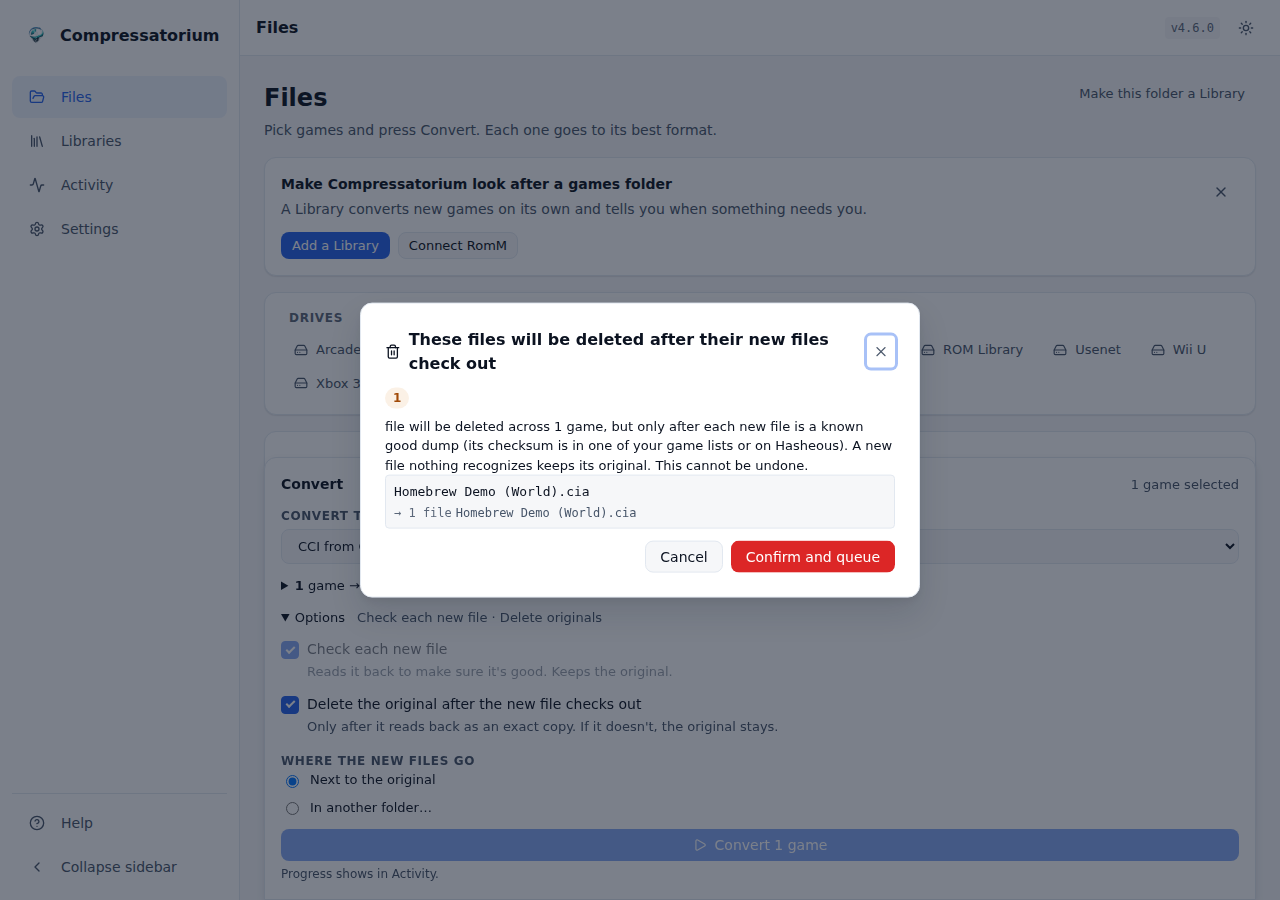 Compressatorium
Files
v4.6.0
Files
Libraries
Activity
Settings
Help
Collapse sidebar
Files
Make this folder a Library
Pick games and press Convert. Each one goes to its best format.
Make Compressatorium look after a games folder
A Library converts new games on its own and tells you when something needs you.
Add a Library
Connect RomM
DRIVES
Arcade
ROM Library
Usenet
Wii U
Xbox 3
These files will be deleted after their new files
check out
1
file will be deleted across 1 game, but only after each new file is a known
good dump (its checksum is in one of your game lists or on Hasheous). A new
file nothing recognizes keeps its original. This cannot be undone.
Homebrew Demo (World).cia
→ 1 file Homebrew Demo (World).cia
Cancel
Confirm and queue
Convert
1 game selected
CONVERT T
CCI from
1 game →
Options Check each new file · Delete originals
Check each new file
Reads it back to make sure it's good. Keeps the original.
Delete the original after the new file checks out
Only after it reads back as an exact copy. If it doesn't, the original stays.
WHERE THE NEW FILES GO
Next to the original
In another folder…
Convert 1 game
Progress shows in Activity.